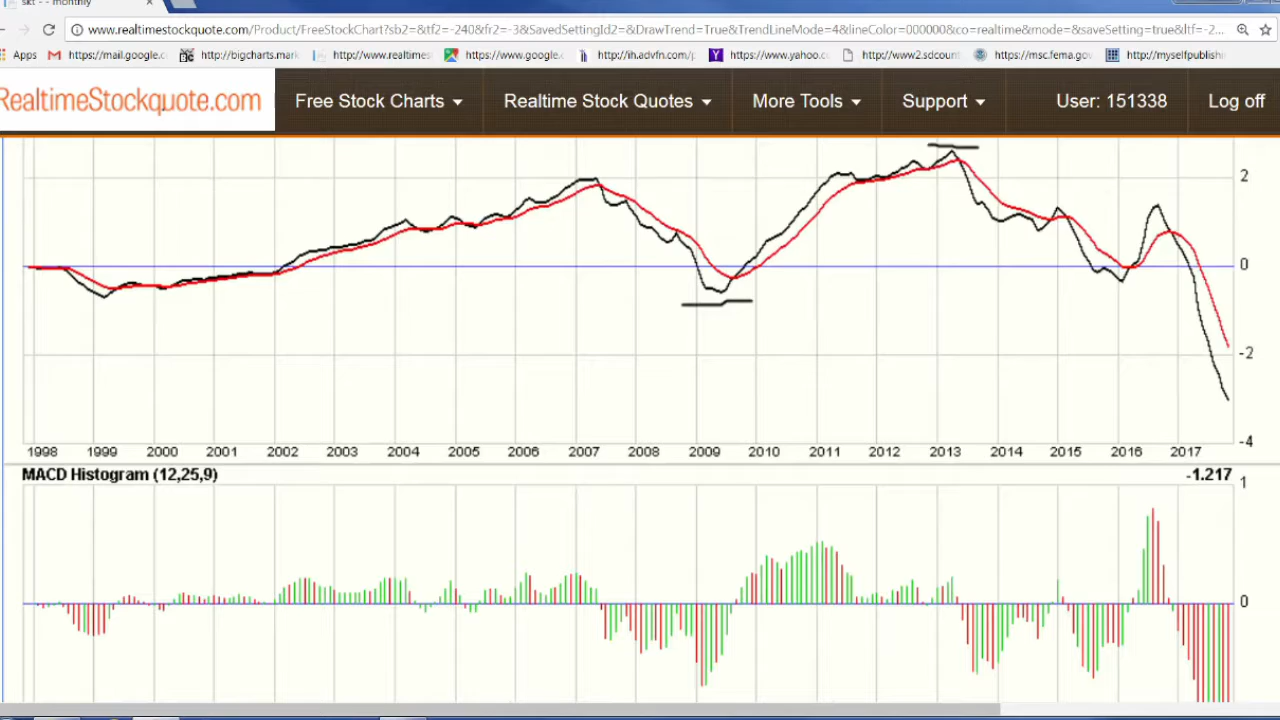 skt -- monthly
www.realtimestockquote.com/Product/FreeStockChart?sb2=&tf2=-240&fr2=-3&SavedSettingId2=&DrawTrend=True&TrendLineMode=4&lineColor=000000&co=realtime&mode=&saveSetting=true&ltf=-2...
Apps https://mail.google.c http://bigcharts.mark http://www.realtimes https://www.google. http://ih.advfn.com/p https://www.yahoo.c http://www2.sdcount https://msc.fema.gov http://myselfpublishi
RealtimeStockquote.com Free Stock Charts Realtime Stock Quotes More Tools Support User: 151338 Log off
2
0
-2
-4
1998 1999 2000 2001 2002 2003 2004 2005 2006 2007 2008 2009 2010 2011 2012 2013 2014 2015 2016 2017
MACD Histogram (12,25,9) -1.217
1
0